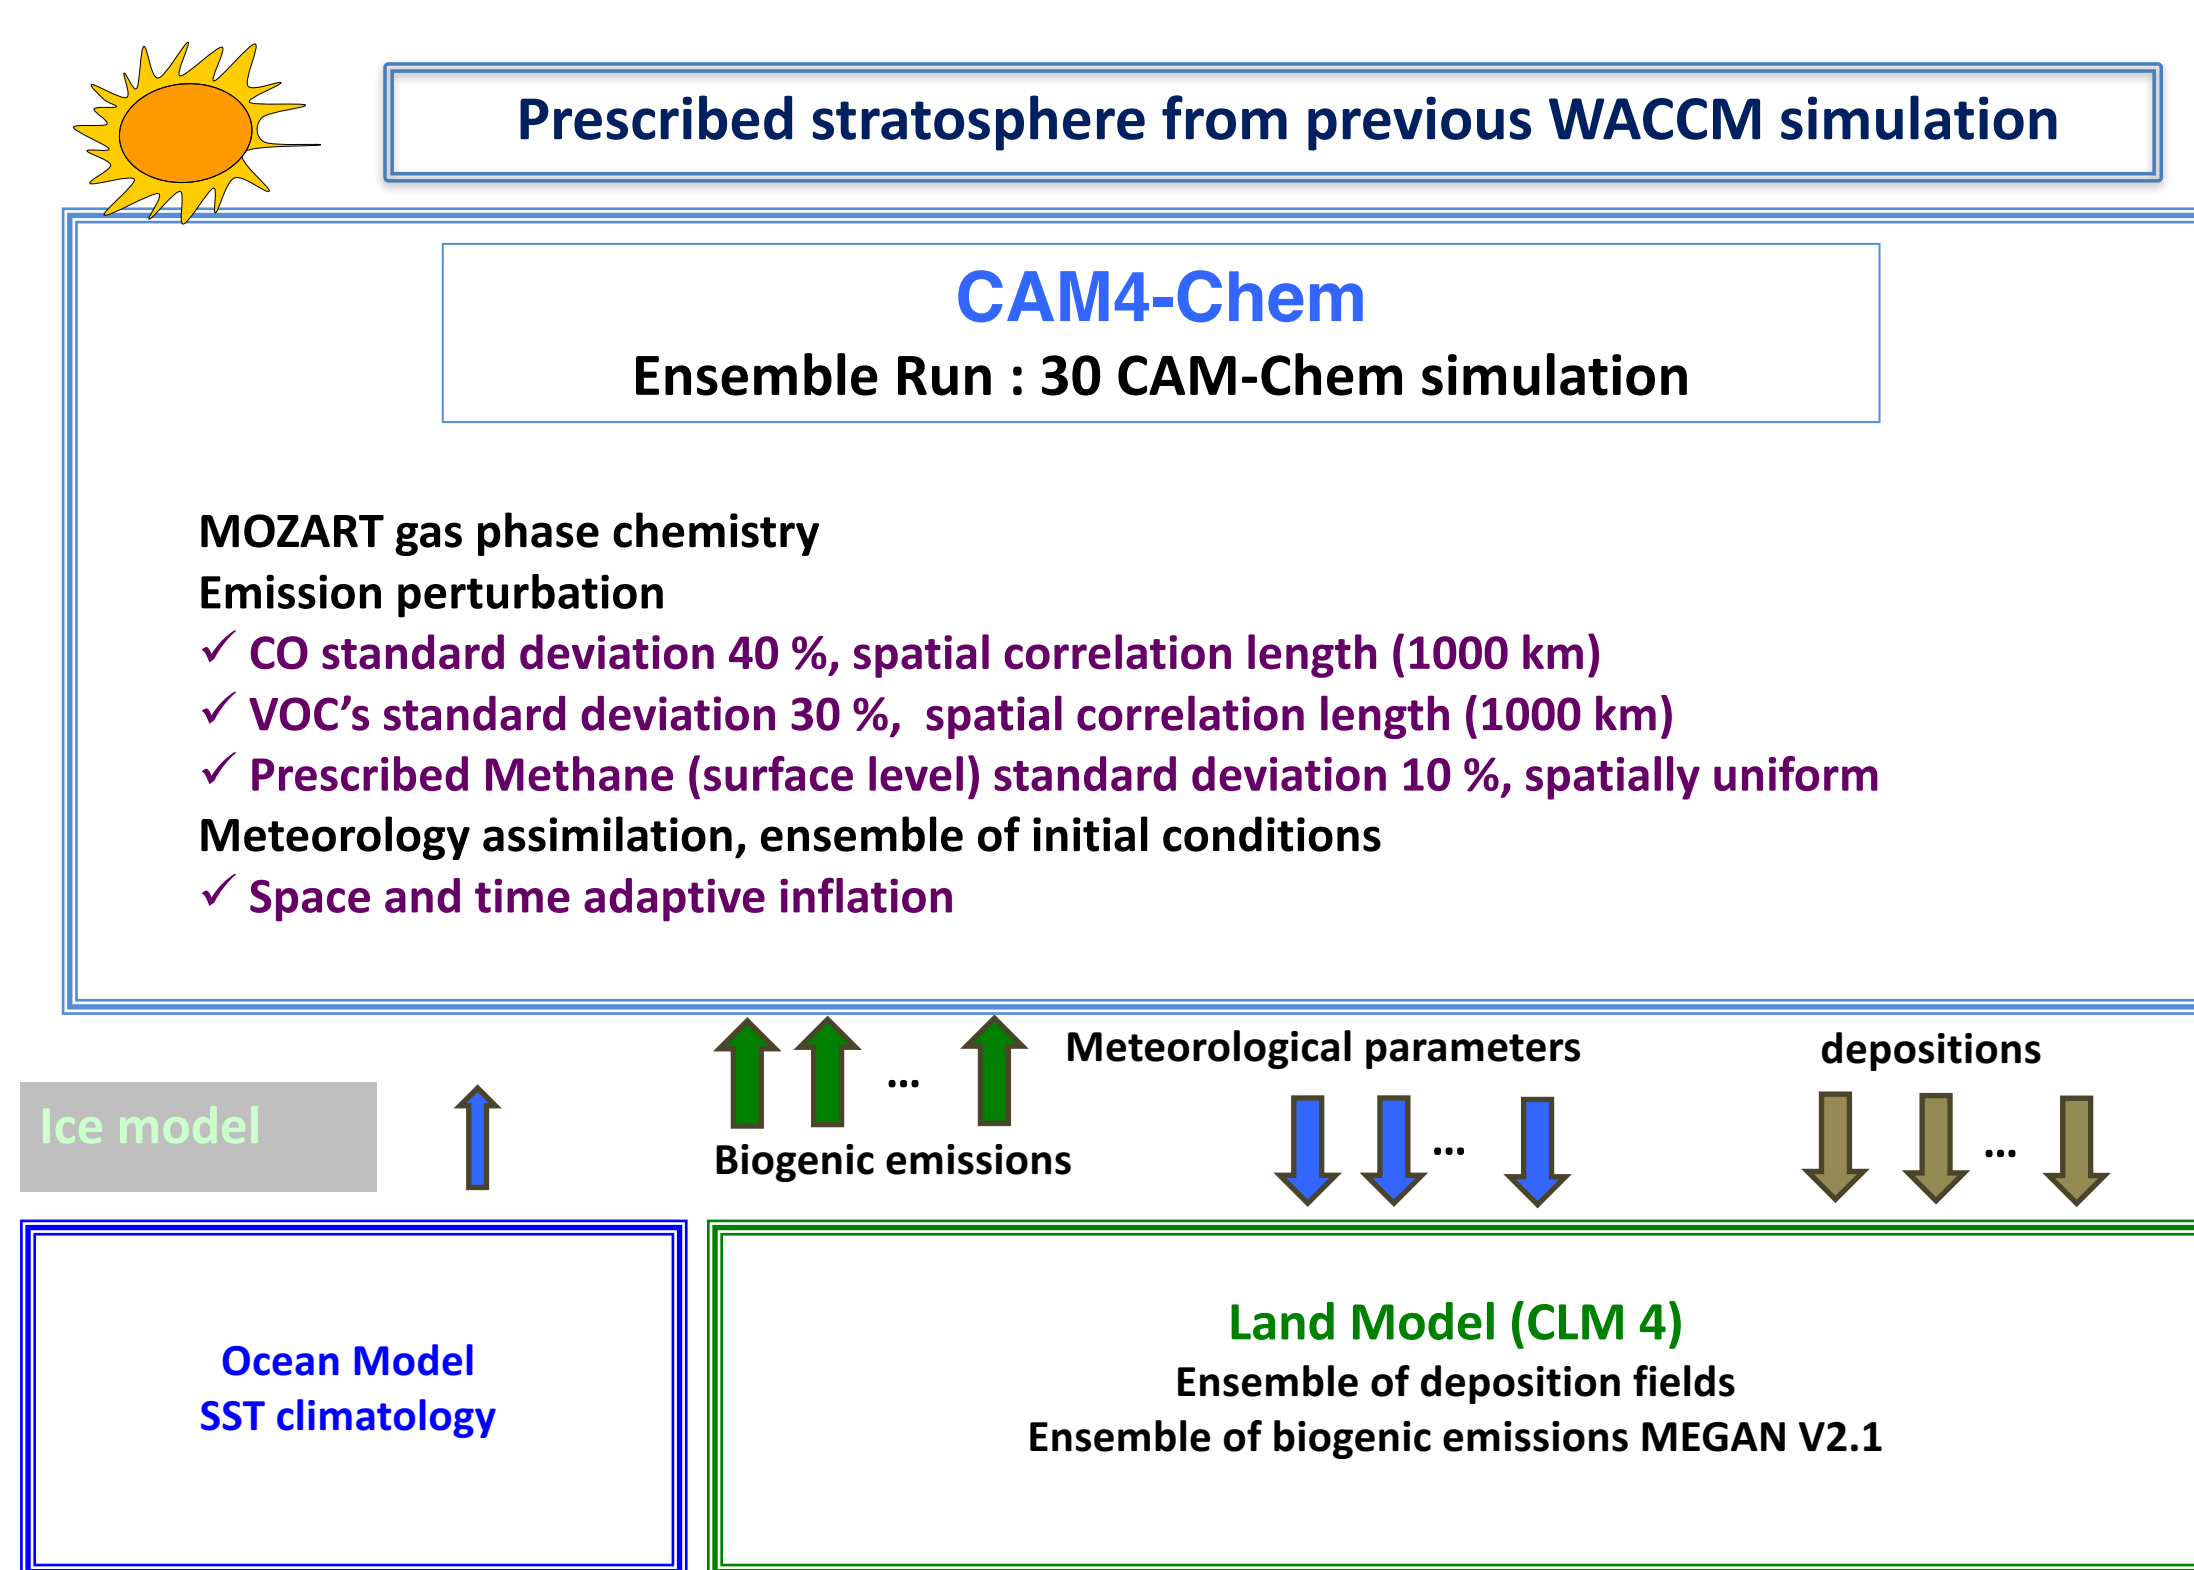 Prescribed stratosphere from previous WACCM simulation
CAM4-Chem
Ensemble Run : 30 CAM-Chem simulation
MOZART gas phase chemistry
Emission perturbation
✓ CO standard deviation 40 %, spatial correlation length (1000 km)
✓ VOC’s standard deviation 30 %,  spatial correlation length (1000 km)
✓ Prescribed Methane (surface level) standard deviation 10 %, spatially uniform
Meteorology assimilation, ensemble of initial conditions
✓ Space and time adaptive inflation
Meteorological parameters
depositions
...
Ice model
Biogenic emissions
...
...
Ocean Model
SST climatology
Land Model (CLM 4)
Ensemble of deposition fields
Ensemble of biogenic emissions MEGAN V2.1